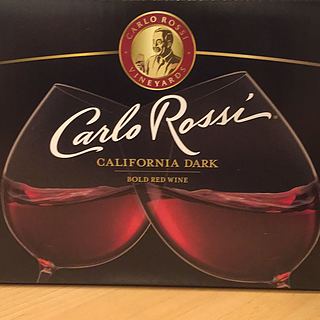 CARLO ROSSI
VINEYARDS
Carlo Rossi®
CALIFORNIA DARK
BOLD RED WINE